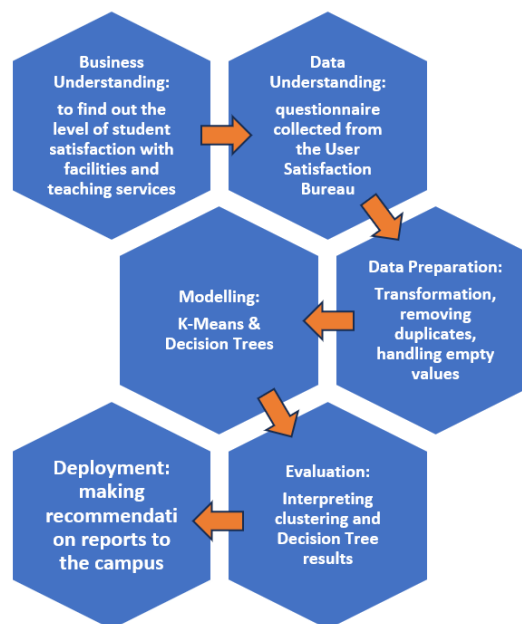 Business
Understanding:
to find out the
level of student
satisfaction with
facilities and
teaching services
Data
Understanding:
questionnaire
collected from
the User
Satisfaction
Bureau
Data Preparation:
Transformation,
removing
duplicates,
handling empty
values
Modelling:
K-Means &
Decision Trees
Evaluation:
Interpreting
clustering and
Decision Tree
results
Deployment:
making
recommendati
on reports to
the campus